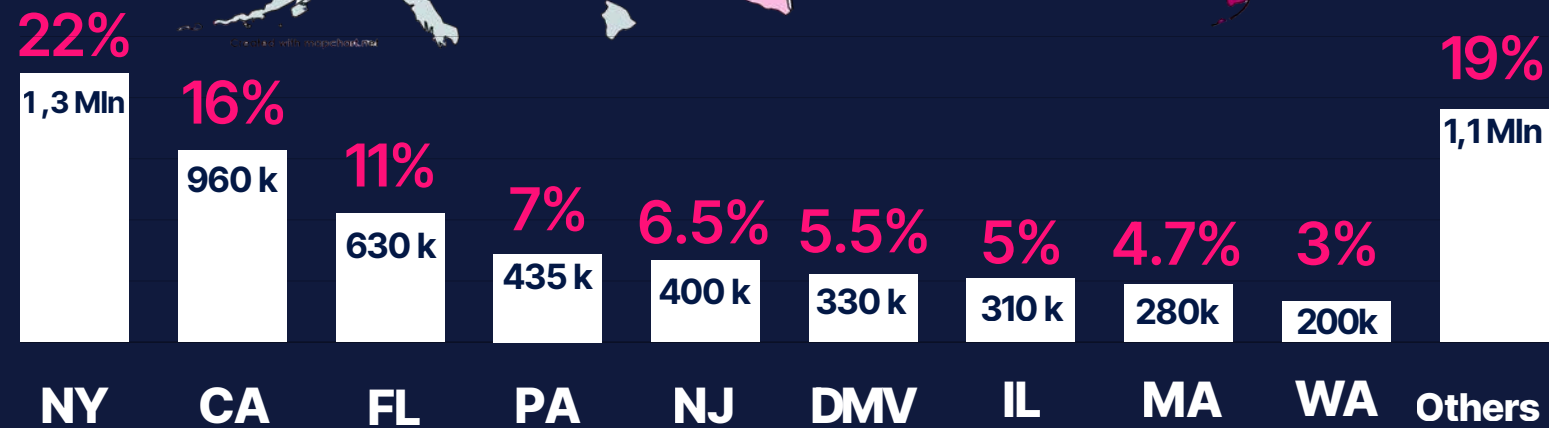 22%
1,3 Mln
NY
16%
960 k
CA
11%
630 k
FL
7%
435 k
PA
6.5%
400 k
NJ
5.5%
330 k
DMV
5%
310 k
IL
4.7%
280k
MA
3%
200k
WA
19%
1,1 Mln
Others